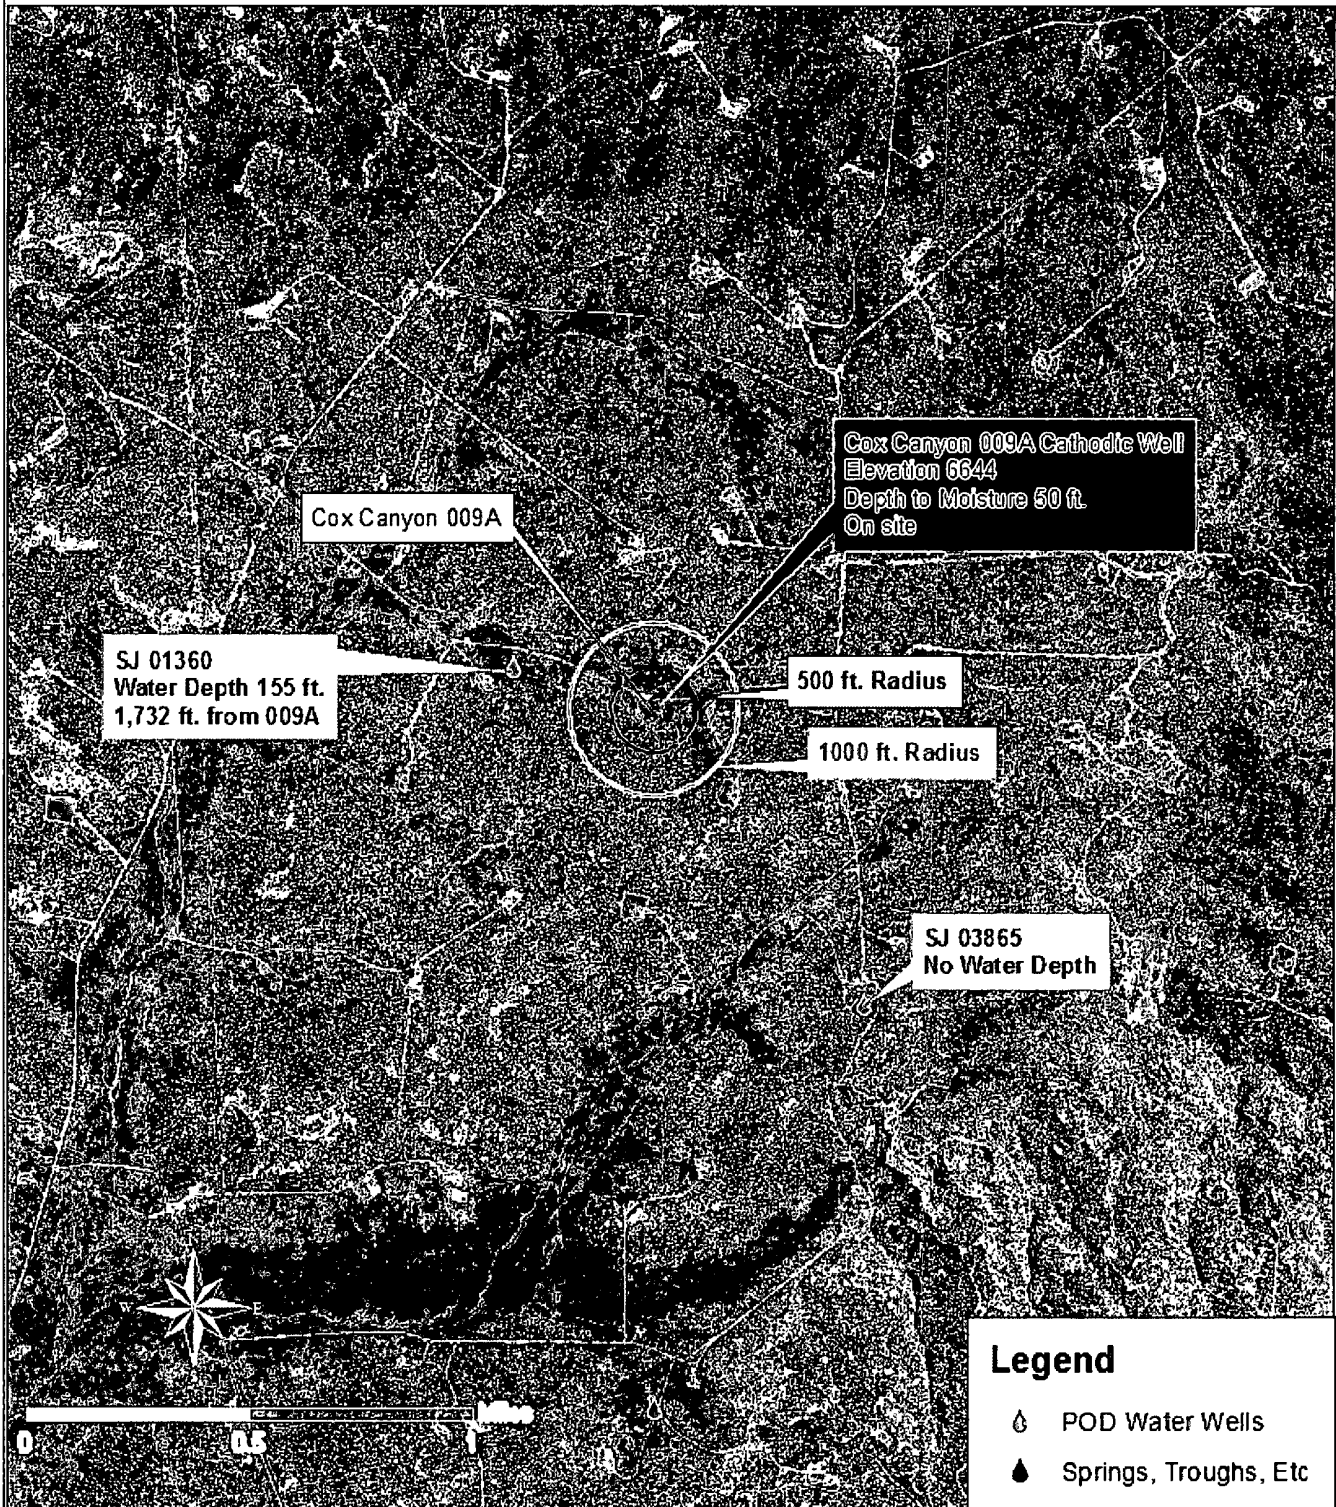 Cox Canyon 009A Cathodic Well
Elevation 6644
Depth to Moisture 50 ft.
On site
Cox Canyon 009A
SJ 01360
Water Depth 155 ft.
1,732 ft. from 009A
500 ft. Radius
1000 ft. Radius
SJ 03865
No Water Depth
Legend
POD Water Wells
Springs, Troughs, Etc
0
0.5
1
Miles